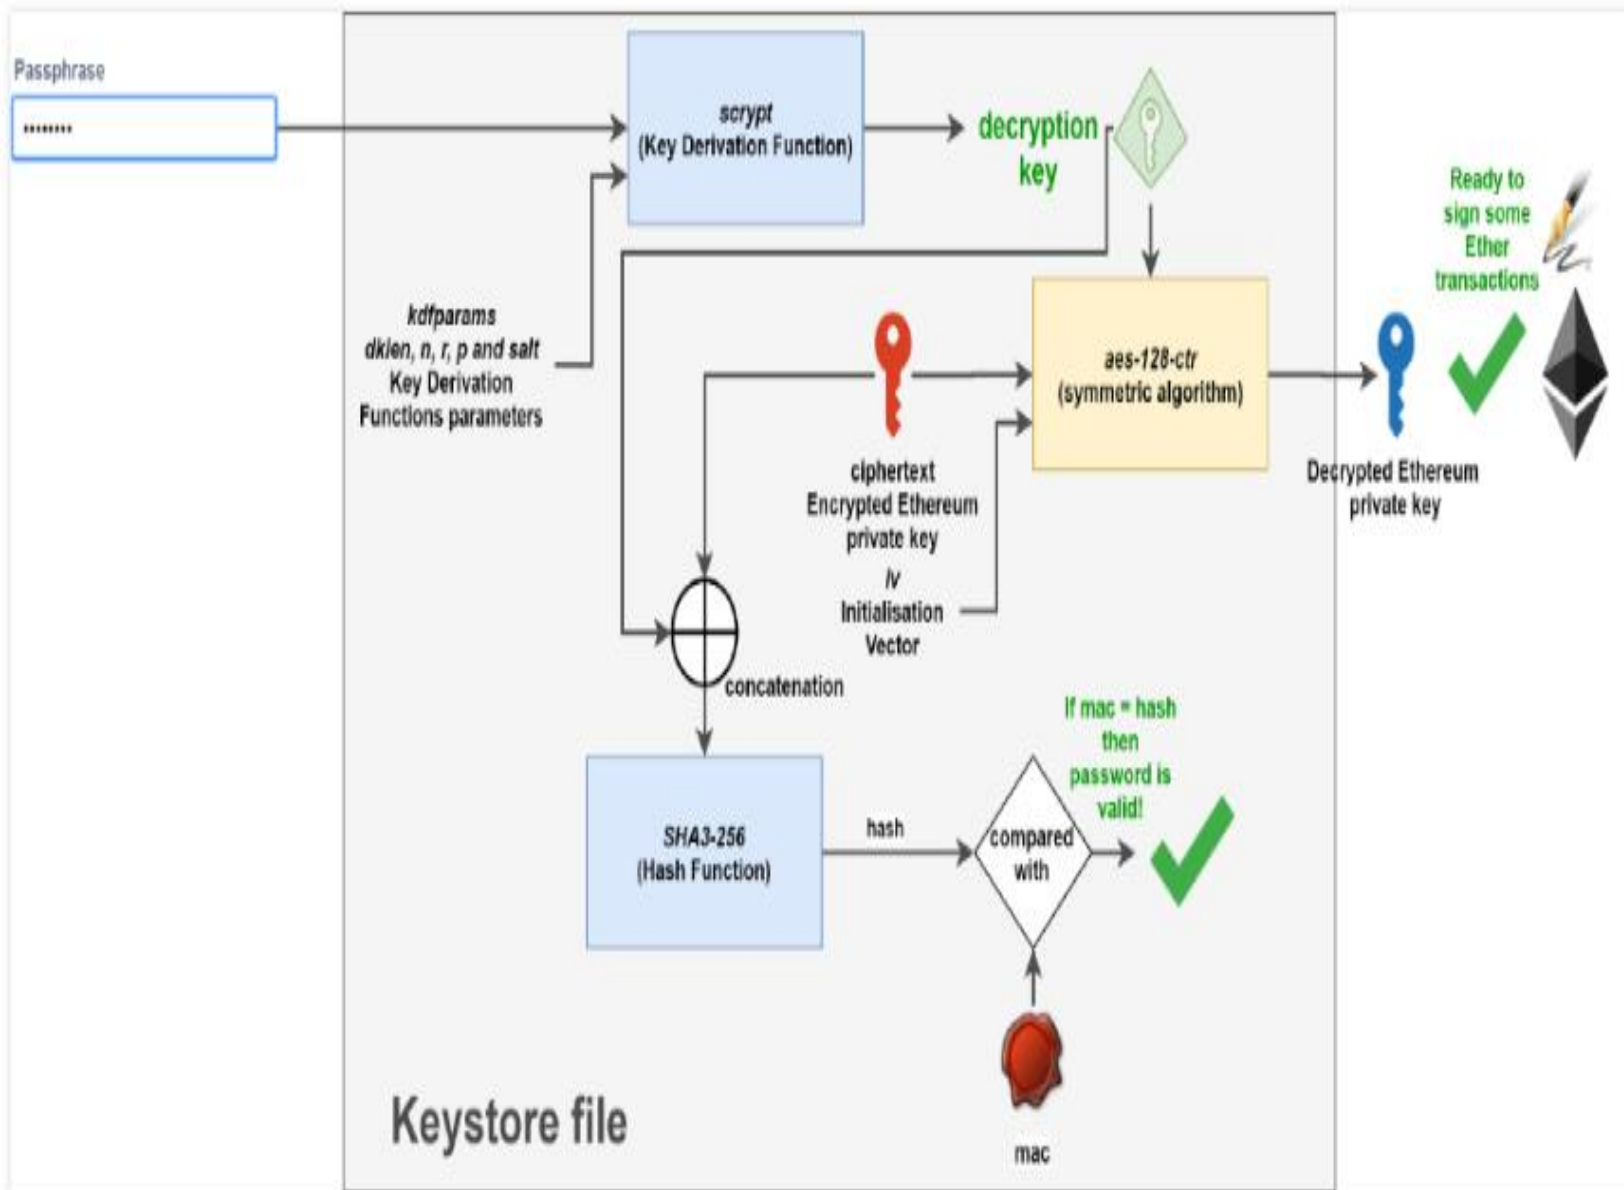 Passphrase
••••••••
scrypt
(Key Derivation Function)
decryption
key
Ready to
sign some
Ether
transactions
kdfparams
dklen, n, r, p and salt
Key Derivation
Functions parameters
aes-128-ctr
(symmetric algorithm)
ciphertext
Encrypted Ethereum
private key
Iv
Initialisation
Vector
Decrypted Ethereum
private key
concatenation
If mac = hash
then
password is
valid!
SHA3-256
(Hash Function)
hash
compared
with
Keystore file
mac